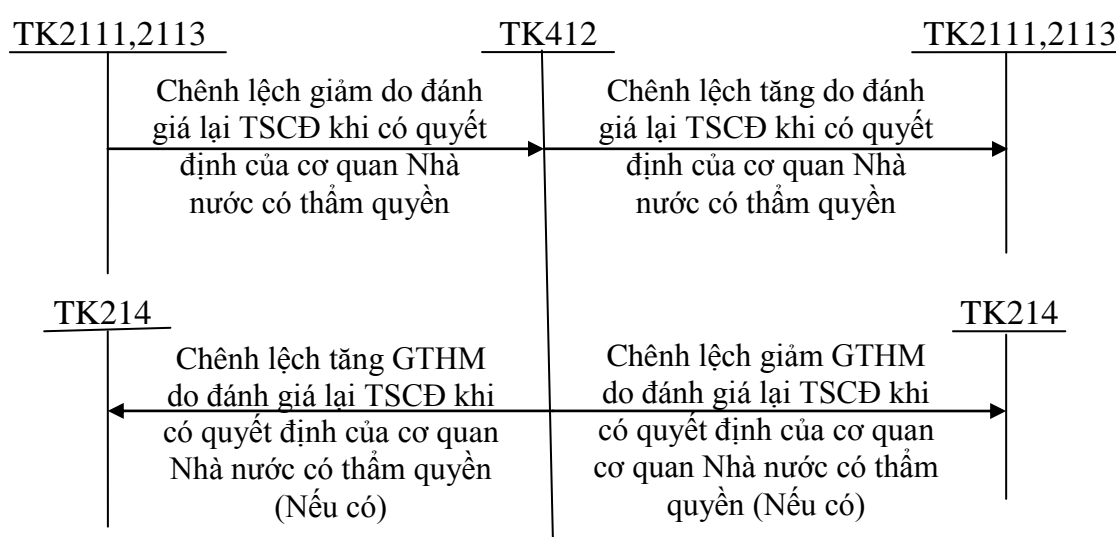 TK2111,2113
TK412
TK2111,2113
Chênh lệch giảm do đánh
giá lại TSCĐ khi có quyết
định của cơ quan Nhà
nước có thẩm quyền
Chênh lệch tăng do đánh
giá lại TSCĐ khi có quyết
định của cơ quan Nhà
nước có thẩm quyền
TK214
TK214
Chênh lệch tăng GTHM
do đánh giá lại TSCĐ khi
có quyết định của cơ quan
Nhà nước có thẩm quyền
(Nếu có)
Chênh lệch giảm GTHM
do đánh giá lại TSCĐ khi
có quyết định của cơ quan
cơ quan Nhà nước có thẩm
quyền (Nếu có)